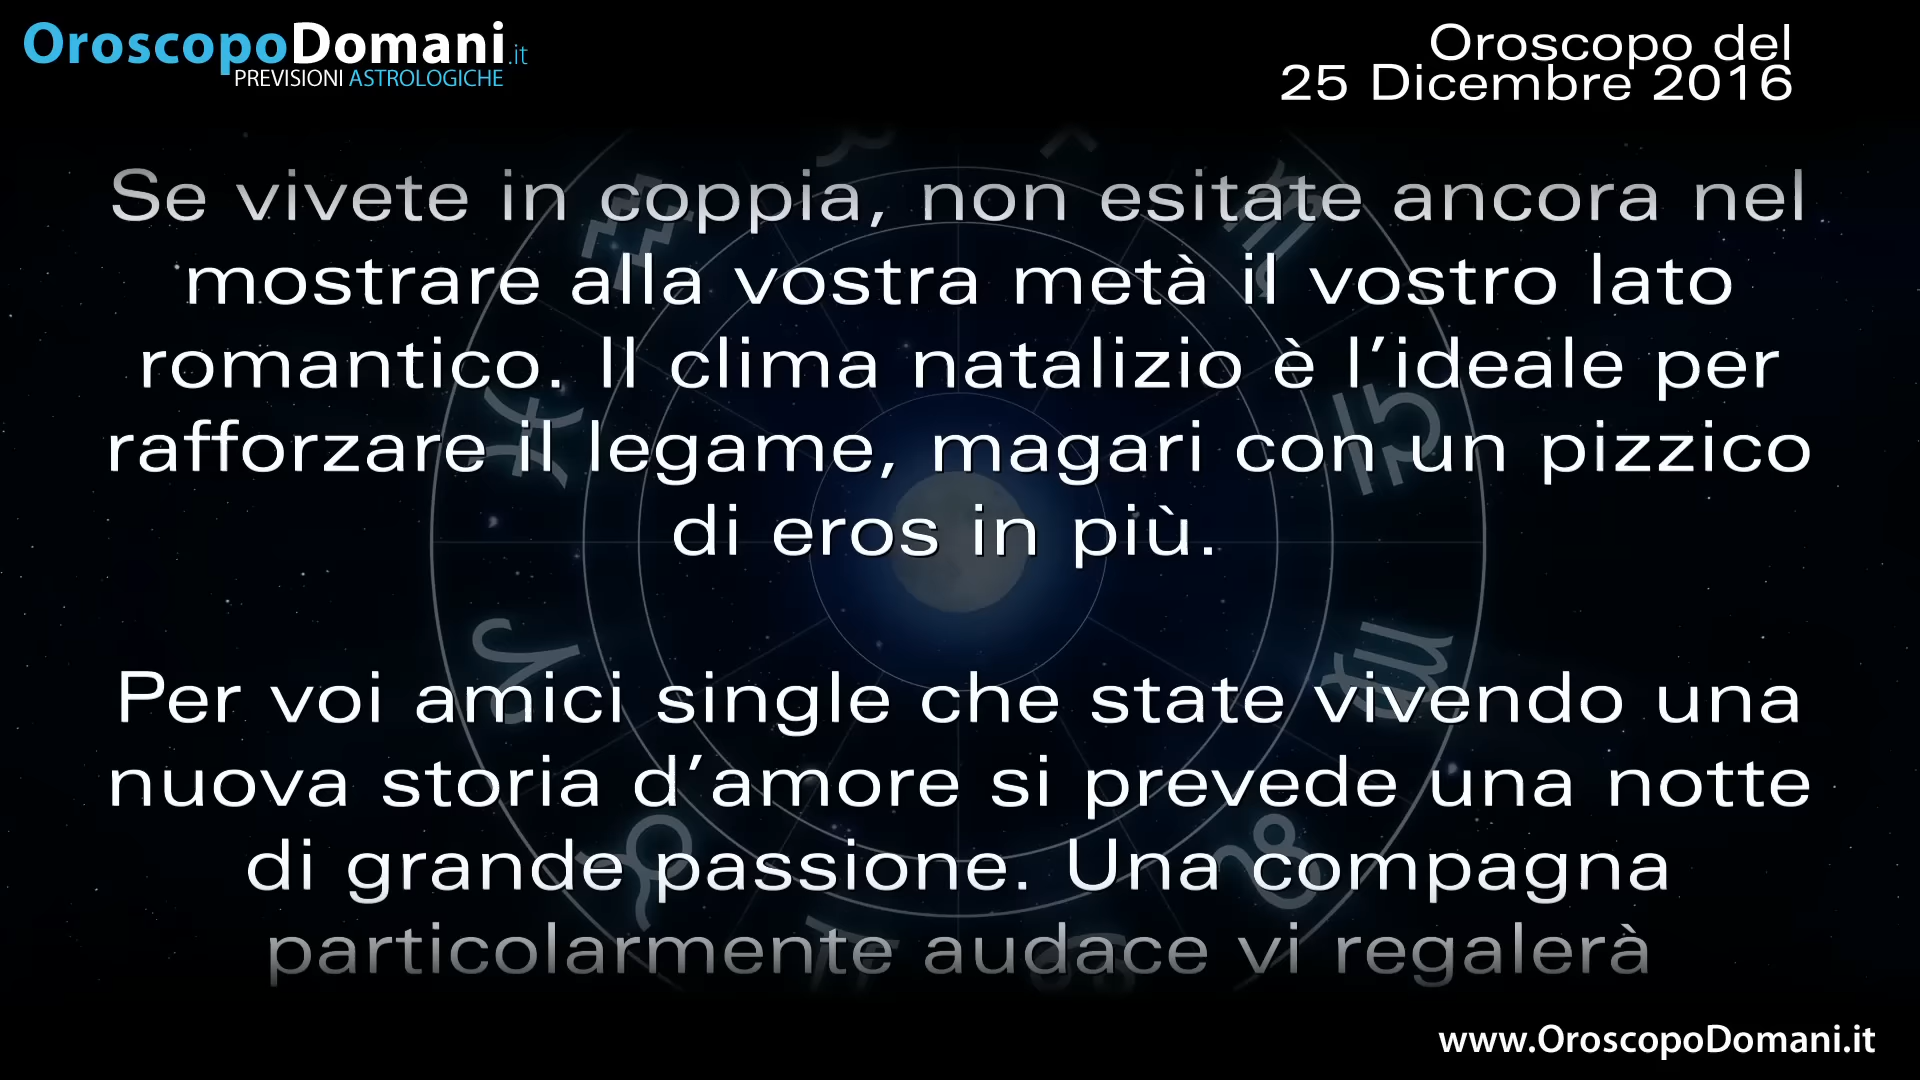 OroscopoDomani.it
PREVISIONI ASTROLOGICHE
Oroscopo del
25 Dicembre 2016
Se vivete in coppia, non esitate ancora nel
mostrare alla vostra metà il vostro lato
romantico. Il clima natalizio è l’ideale per
rafforzare il legame, magari con un pizzico
di eros in più.
Per voi amici single che state vivendo una
nuova storia d’amore si prevede una notte
di grande passione. Una compagna
particolarmente audace vi regalerà
www.OroscopoDomani.it